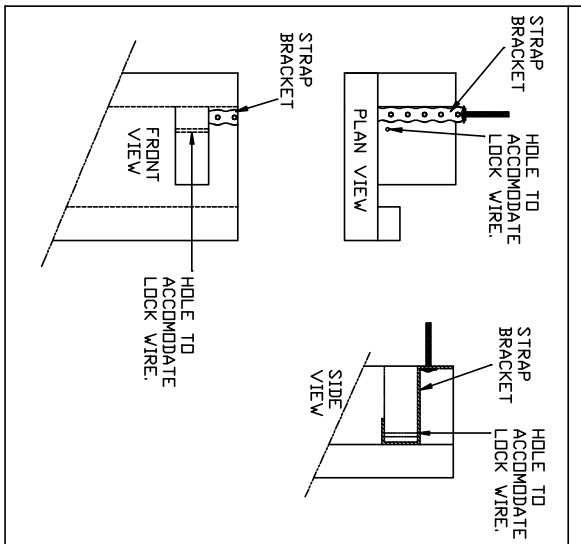 STRAP
BRACKET
HOLE TO
ACCOMODATE
LOCK WIRE.
PLAN VIEW
STRAP
BRACKET
HOLE TO
ACCOMODATE
LOCK WIRE.
SIDE
VIEW
STRAP
BRACKET
FRONT
VIEW
HOLE TO
ACCOMODATE
LOCK WIRE.